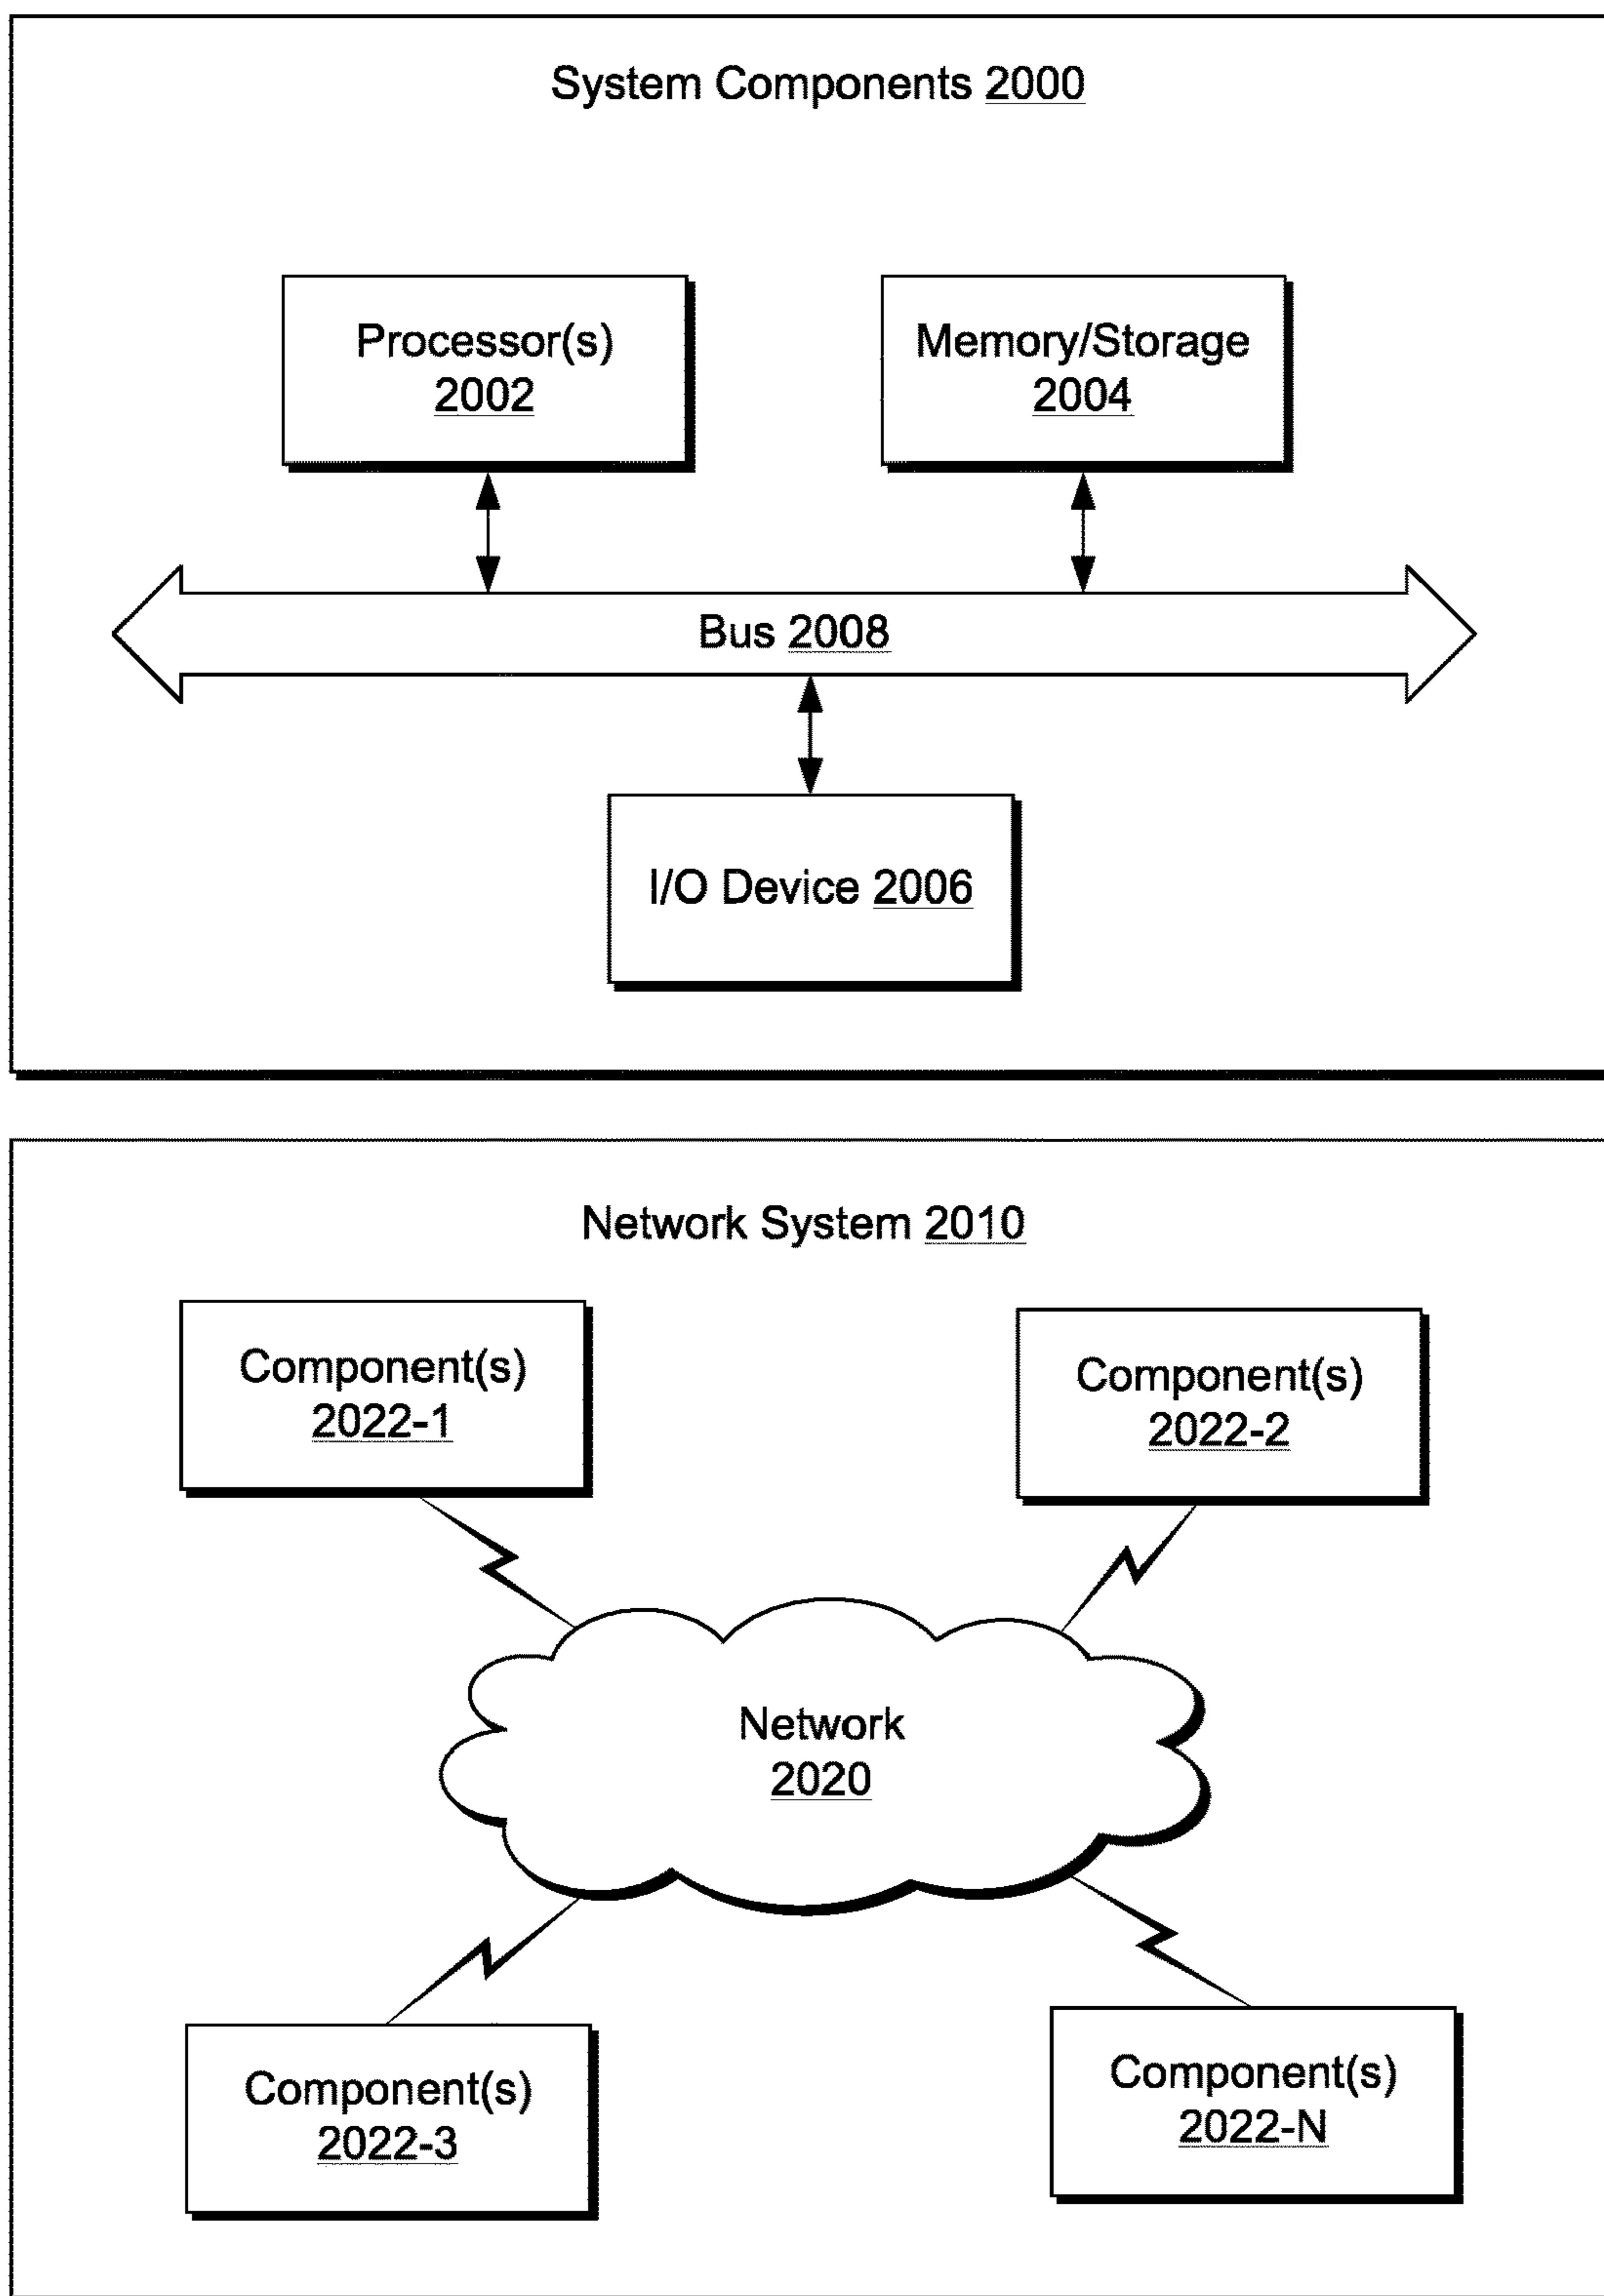 System Components 2000
Processor(s)
2002
Memory/Storage
2004
Bus 2008
I/O Device 2006
Network System 2010
Component(s)
2022-1
Component(s)
2022-2
Network
2020
Component(s)
2022-3
Component(s)
2022-N